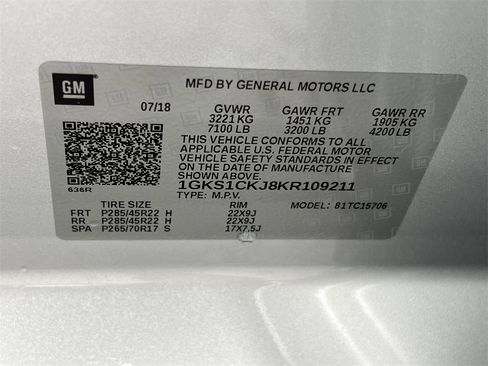 GM
MFD BY GENERAL MOTORS LLC
07/18 GVWR GAWR FRT GAWR RR
3221 KG 1451 KG 1905 KG
7100 LB 3200 LB 4200 LB
THIS VEHICLE CONFORMS TO ALL
APPLICABLE U.S. FEDERAL MOTOR
VEHICLE SAFETY STANDARDS IN EFFECT
ON THE DATE OF MANUFACTURE
SHOWN ABOVE.
636R
1GKS1CKJ8KR109211
TYPE: M.P.V. MODEL: 81TC15706
TIRE SIZE RIM
FRT P285/45R22 H 22X9J
RR P285/45R22 H 22X9J
SPA P265/70R17 S 17X7.5J